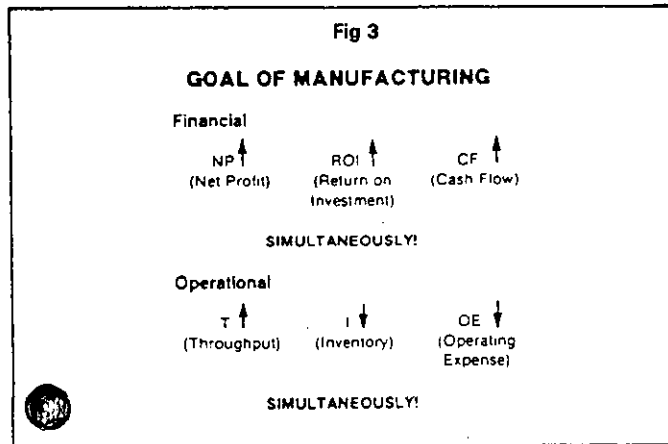 Fig 3
GOAL OF MANUFACTURING
Financial
NP ROI CF
(Net Profit) (Return on Investment) (Cash Flow)
SIMULTANEOUSLY!
Operational
T I OE
(Throughput) (Inventory) (Operating Expense)
SIMULTANEOUSLY!